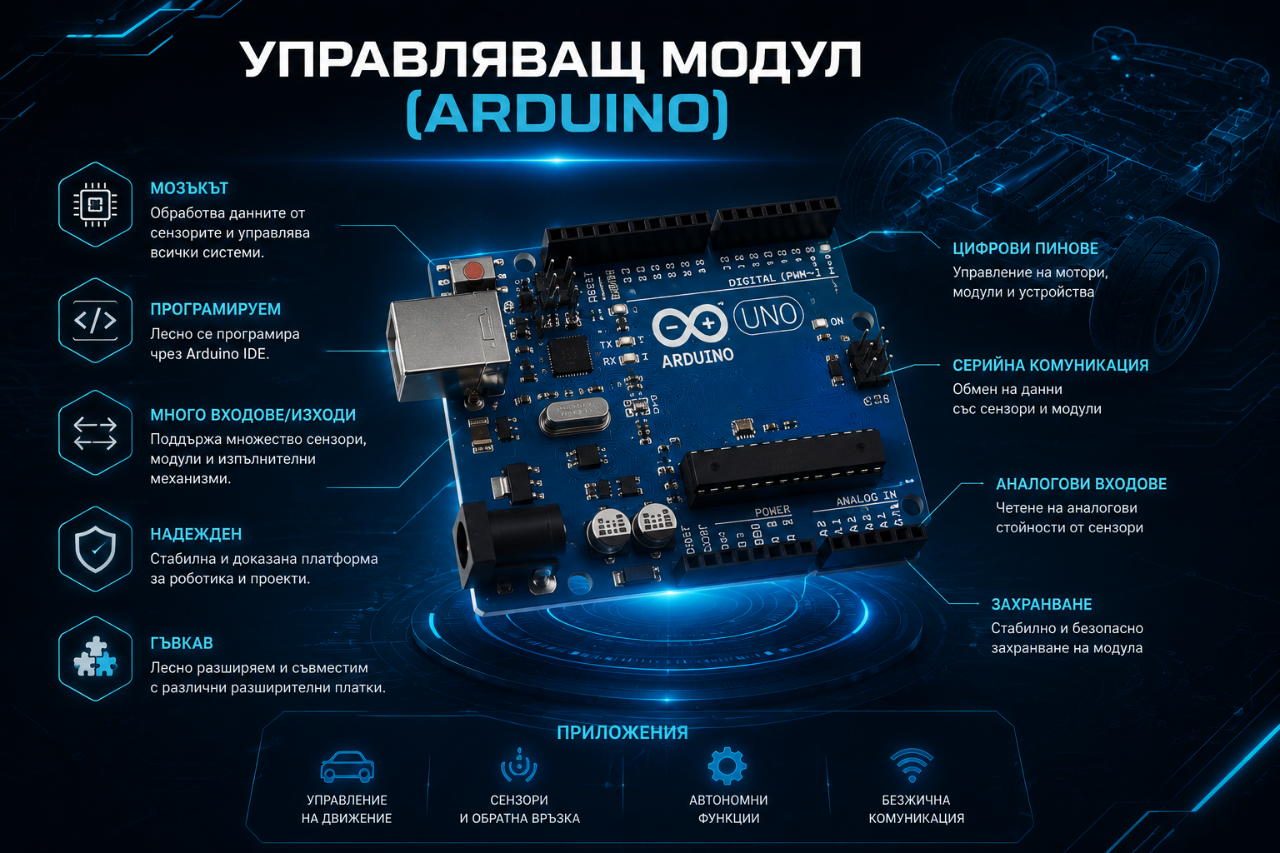 УПРАВЛЯВАЩ МОДУЛ
(ARDUINO)
МОЗЪКЪТ
Обработва данните от
сензорите и управлява
всички системи.
ПРОГРАМИРУЕМ
Лесно се програмира
чрез Arduino IDE.
МНОГО ВХОДОВЕ/ИЗХОДИ
Поддържа множество сензори,
модули и изпълнителни
механизми.
НАДЕЖДЕН
Стабилна и доказана платформа
за роботика и проекти.
ГЪВКАВ
Лесно разширяем и съвместим
с различни разширителни платки.
DIGITAL (PWM~)
UNO
ARDUINO
ON
TX
RX
POWER
ANALOG IN
ЦИФРОВИ ПИНОВЕ
Управление на мотори,
модули и устройства
СЕРИЙНА КОМУНИКАЦИЯ
Обмен на данни
със сензори и модули
АНАЛОГОВИ ВХОДОВЕ
Четене на аналогови
стойности от сензори
ЗАХРАНВАНЕ
Стабилно и безопасно
захранване на модула
ПРИЛОЖЕНИЯ
УПРАВЛЕНИЕ
НА ДВИЖЕНИЕ
СЕНЗОРИ
И ОБРАТНА ВРЪЗКА
АВТОНОМНИ
ФУНКЦИИ
БЕЗЖИЧНА
КОМУНИКАЦИЯ